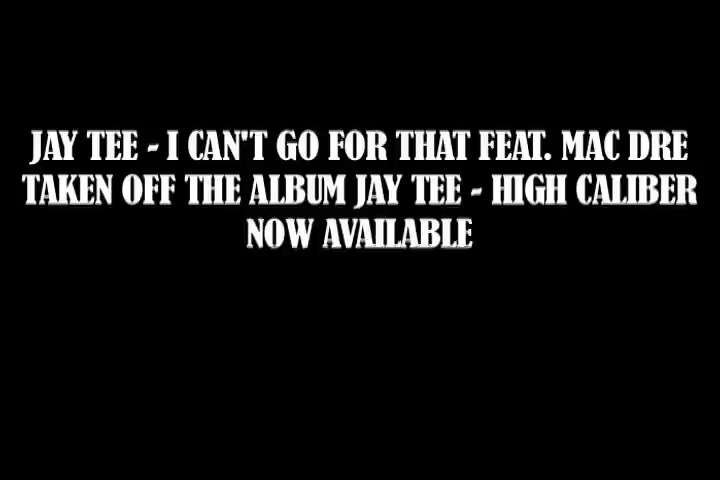 JAY TEE - I CAN'T GO FOR THAT FEAT. MAC DRE
TAKEN OFF THE ALBUM JAY TEE - HIGH CALIBER
NOW AVAILABLE